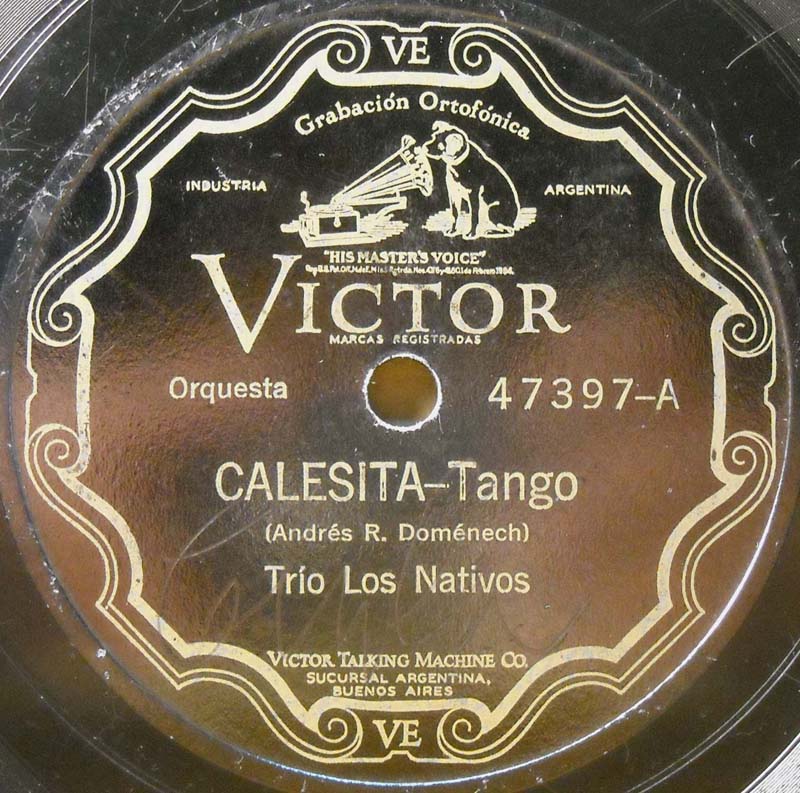 VE
Grabación Ortofónica
INDUSTRIA
ARGENTINA
"HIS MASTER'S VOICE"
VICTOR
MARCAS REGISTRADAS
Orquesta
47397-A
CALESITA-Tango
(Andrés R. Doménech)
Trío Los Nativos
VICTOR TALKING MACHINE CO.
SUCURSAL ARGENTINA,
BUENOS AIRES
VE